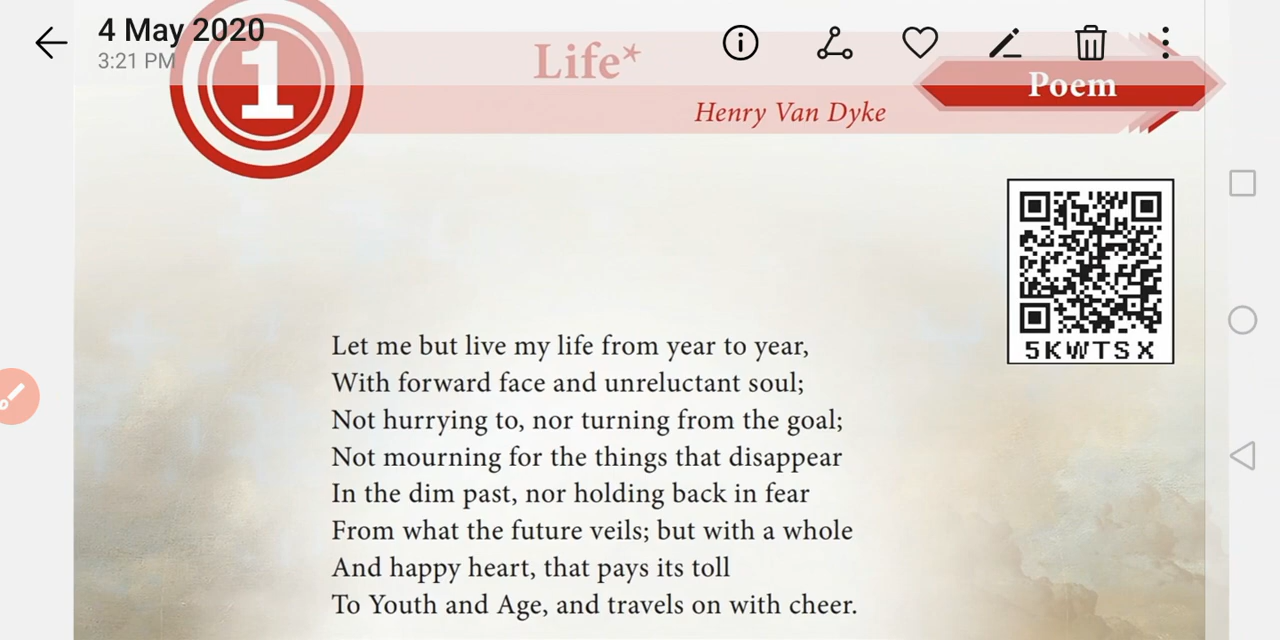 4 May 2020
3:21 PM
1
Life*
Poem
Henry Van Dyke
5KWTSX
Let me but live my life from year to year,
With forward face and unreluctant soul;
Not hurrying to, nor turning from the goal;
Not mourning for the things that disappear
In the dim past, nor holding back in fear
From what the future veils; but with a whole
And happy heart, that pays its toll
To Youth and Age, and travels on with cheer.